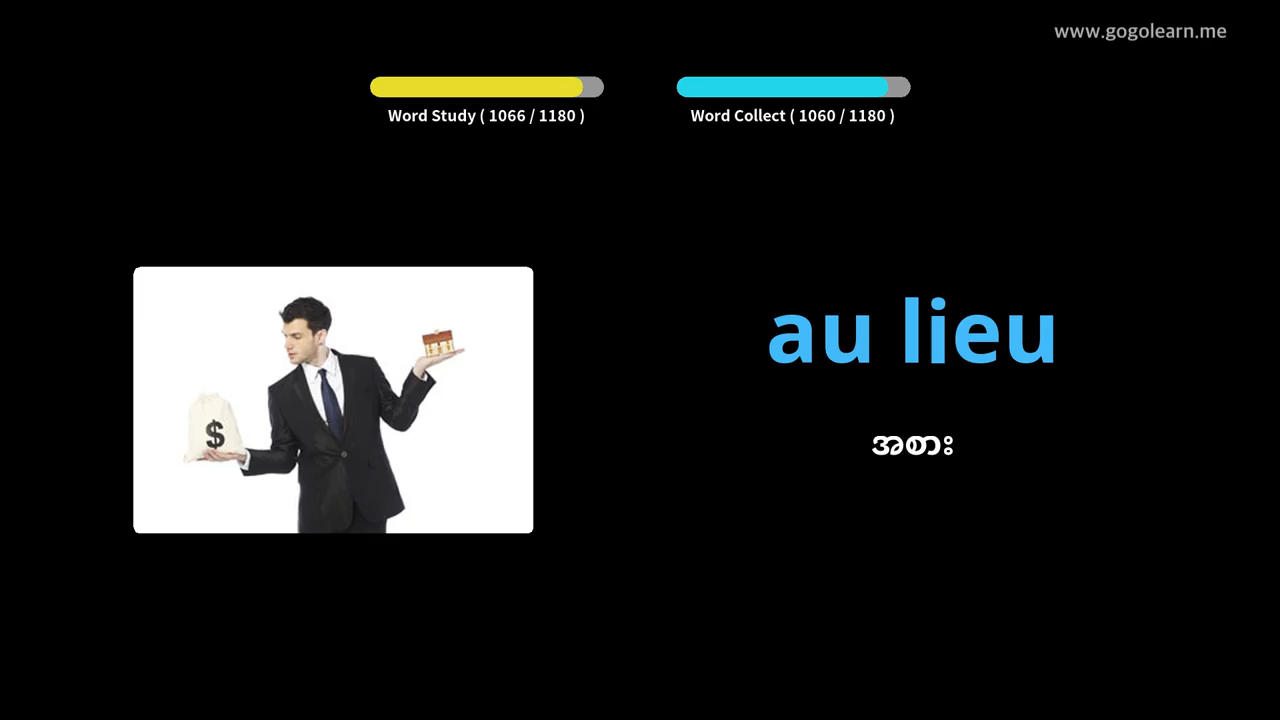 www.gogolearn.me
Word Study ( 1066 / 1180 )
Word Collect ( 1060 / 1180 )
$
au lieu
အစား